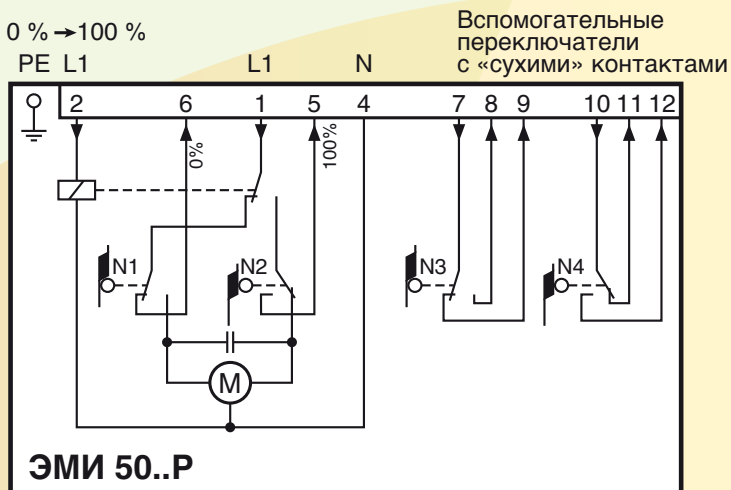 0 % →100 %
Вспомогательные
переключатели
с «сухими» контактами
PE L1 L1 N
2 6 1 5 4 7 8 9 10 11 12
0%
100%
N1 N2 N3 N4
M
ЭМИ 50..Р